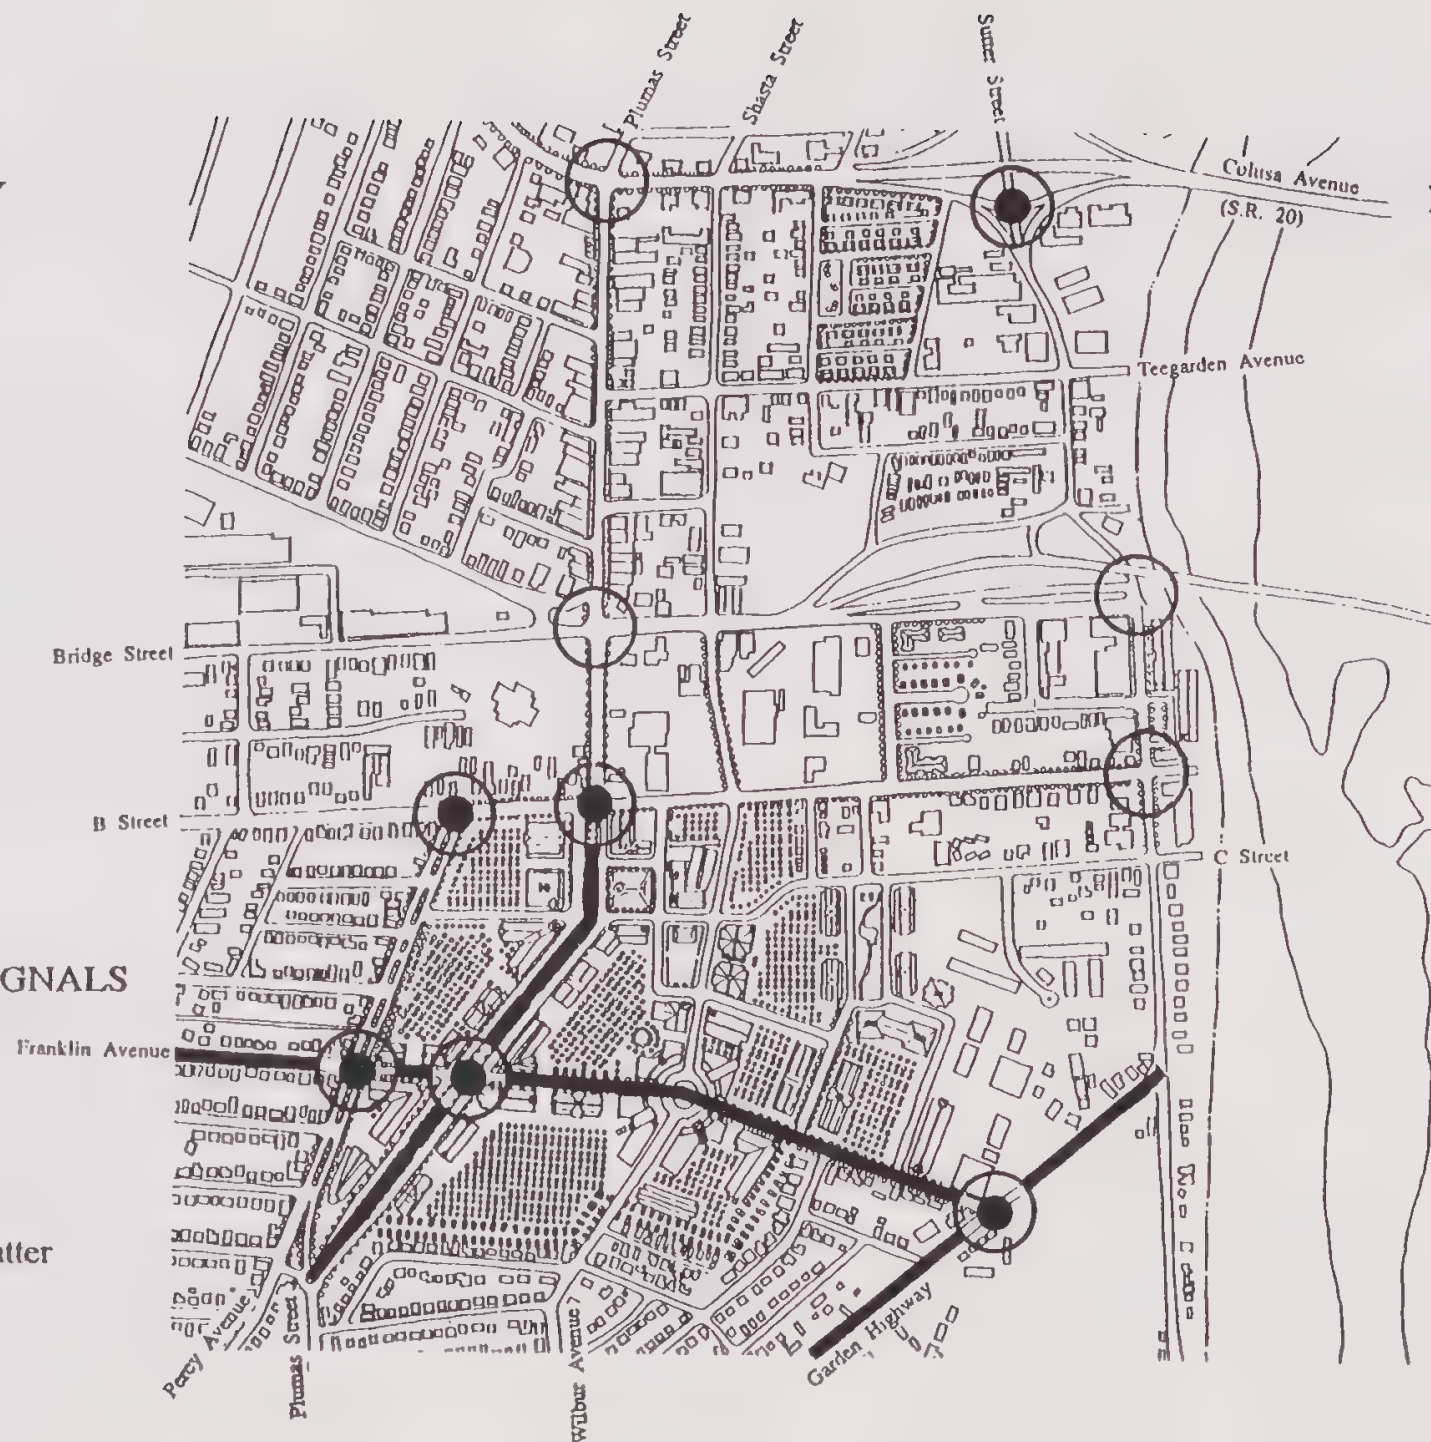 Plumas Street
Shasta Street
Sutter Street
Colusa Avenue
(S.R. 20)
Teegarden Avenue
Bridge Street
B Street
C Street
GNALS
Franklin Avenue
tter
Percy Avenue
Plumas Street
Wilbur Avenue
Garden Highway